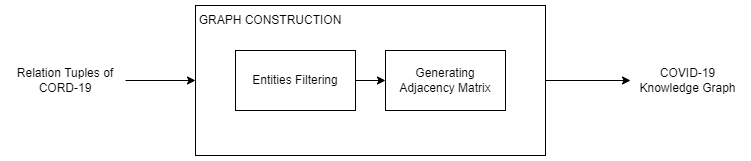 GRAPH CONSTRUCTION
Relation Tuples of
CORD-19
Entities Filtering
Generating
Adjacency Matrix
COVID-19
Knowledge Graph